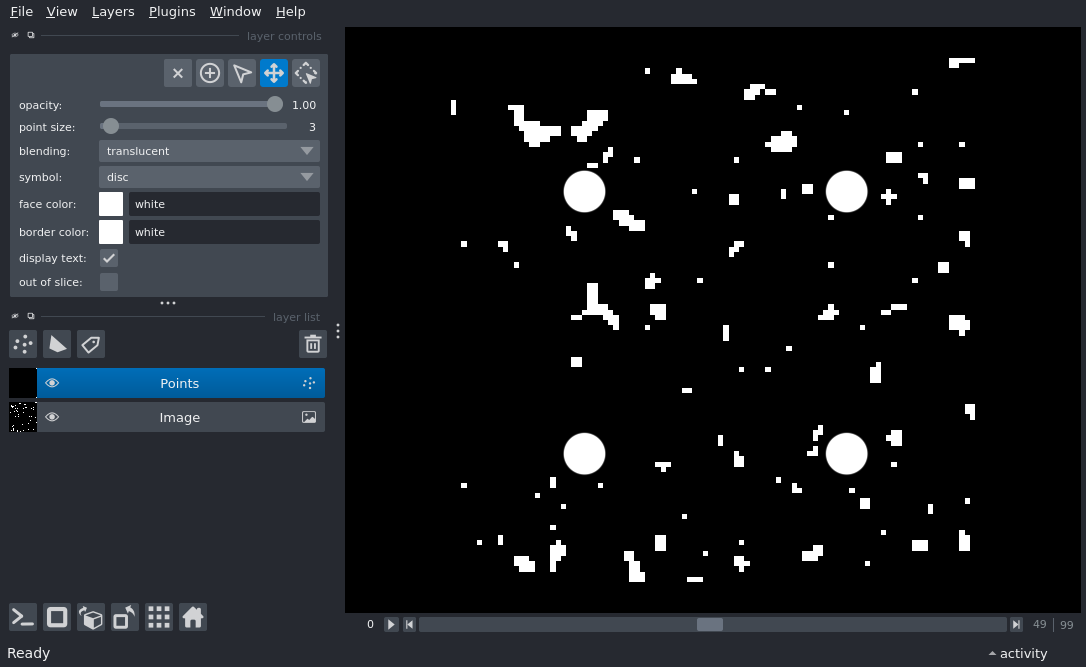 File View Layers Plugins Window Help
layer controls
opacity: 1.00
point size: 3
blending: translucent
symbol: disc
face color: white
border color: white
display text:
out of slice:
layer list
Points
Image
0 49 | 99
Ready activity